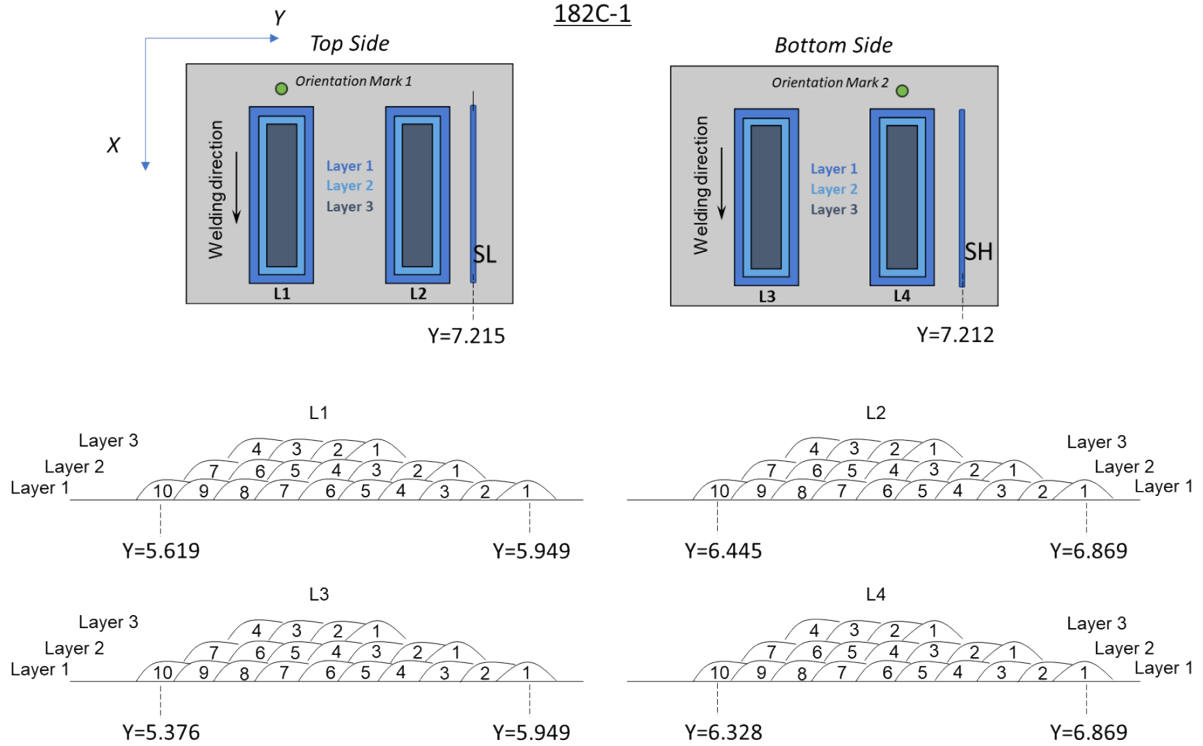 182C-1
Y
Top Side
Bottom Side
Orientation Mark 1
Orientation Mark 2
X
Welding direction
Layer 1
Layer 2
Layer 3
SL
L1
L2
Y=7.215
Welding direction
Layer 1
Layer 2
Layer 3
SH
L3
L4
Y=7.212
L1
Layer 3
4 3 2 1
Layer 2
7 6 5 4 3 2 1
Layer 1
10 9 8 7 6 5 4 3 2 1
Y=5.619
Y=5.949
L2
4 3 2 1
Layer 3
7 6 5 4 3 2 1
Layer 2
10 9 8 7 6 5 4 3 2 1
Layer 1
Y=6.445
Y=6.869
L3
Layer 3
4 3 2 1
Layer 2
7 6 5 4 3 2 1
Layer 1
10 9 8 7 6 5 4 3 2 1
Y=5.376
Y=5.949
L4
4 3 2 1
Layer 3
7 6 5 4 3 2 1
Layer 2
10 9 8 7 6 5 4 3 2 1
Layer 1
Y=6.328
Y=6.869